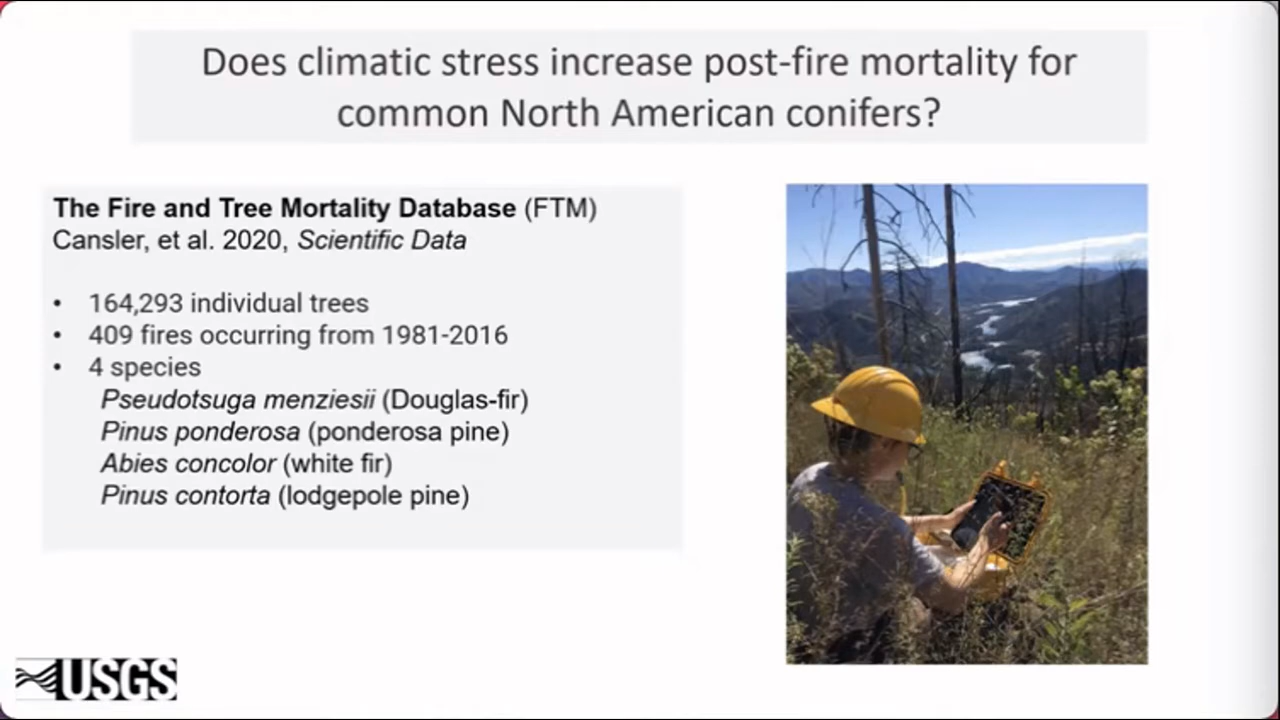 Does climatic stress increase post-fire mortality for
common North American conifers?
The Fire and Tree Mortality Database (FTM)
Cansler, et al. 2020, Scientific Data
• 164,293 individual trees
• 409 fires occurring from 1981-2016
• 4 species
Pseudotsuga menziesii (Douglas-fir)
Pinus ponderosa (ponderosa pine)
Abies concolor (white fir)
Pinus contorta (lodgepole pine)
USGS